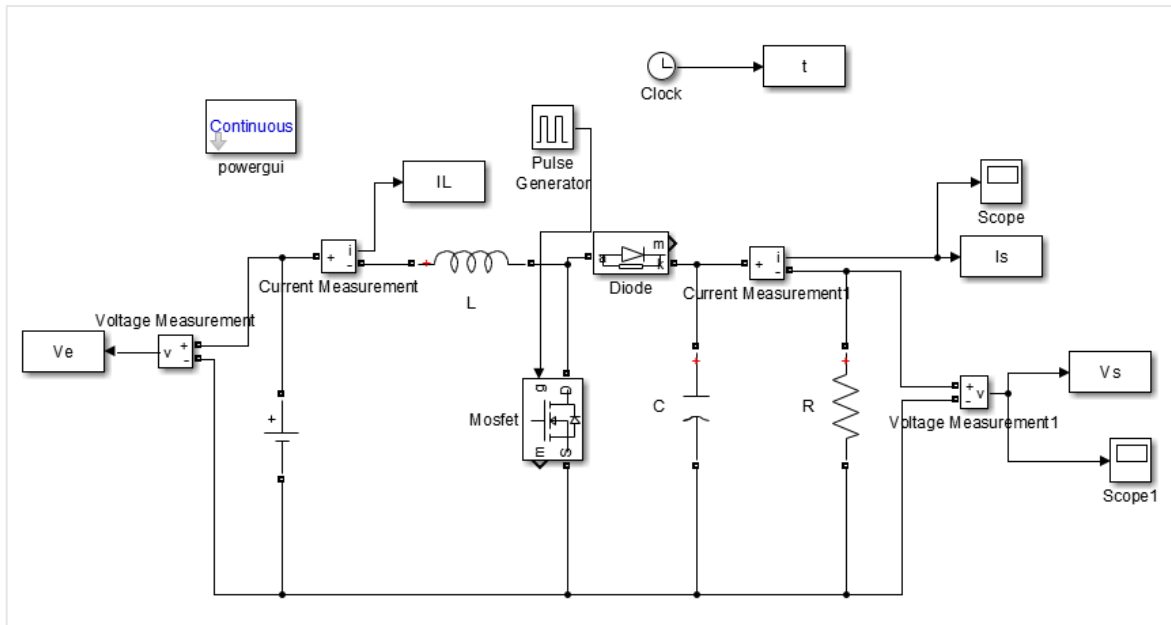 t
Clock
Continuous
powergui
Pulse
Generator
IL
Scope
i
+
-
Current Measurement
L
a
m
k
Diode
i
+
-
Current Measurement1
Is
Voltage Measurement
Ve
v
+
-
+
g
D
m
S
Mosfet
C
R
+
-
v
Voltage Measurement1
Vs
Scope1